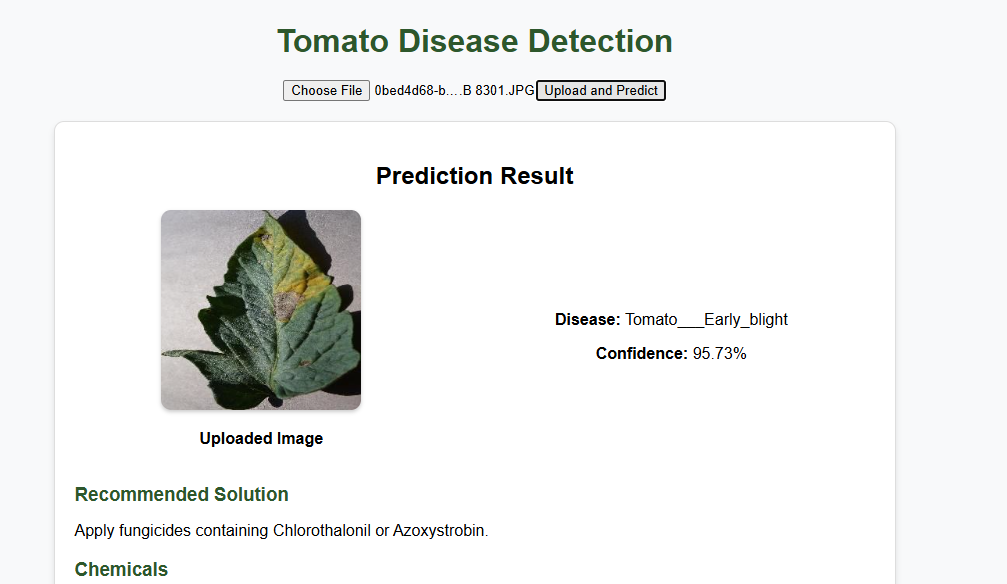 Tomato Disease Detection
Choose File 0bed4d68-b....B 8301.JPG Upload and Predict
Prediction Result
Disease: Tomato___Early_blight
Confidence: 95.73%
Uploaded Image
Recommended Solution
Apply fungicides containing Chlorothalonil or Azoxystrobin.
Chemicals